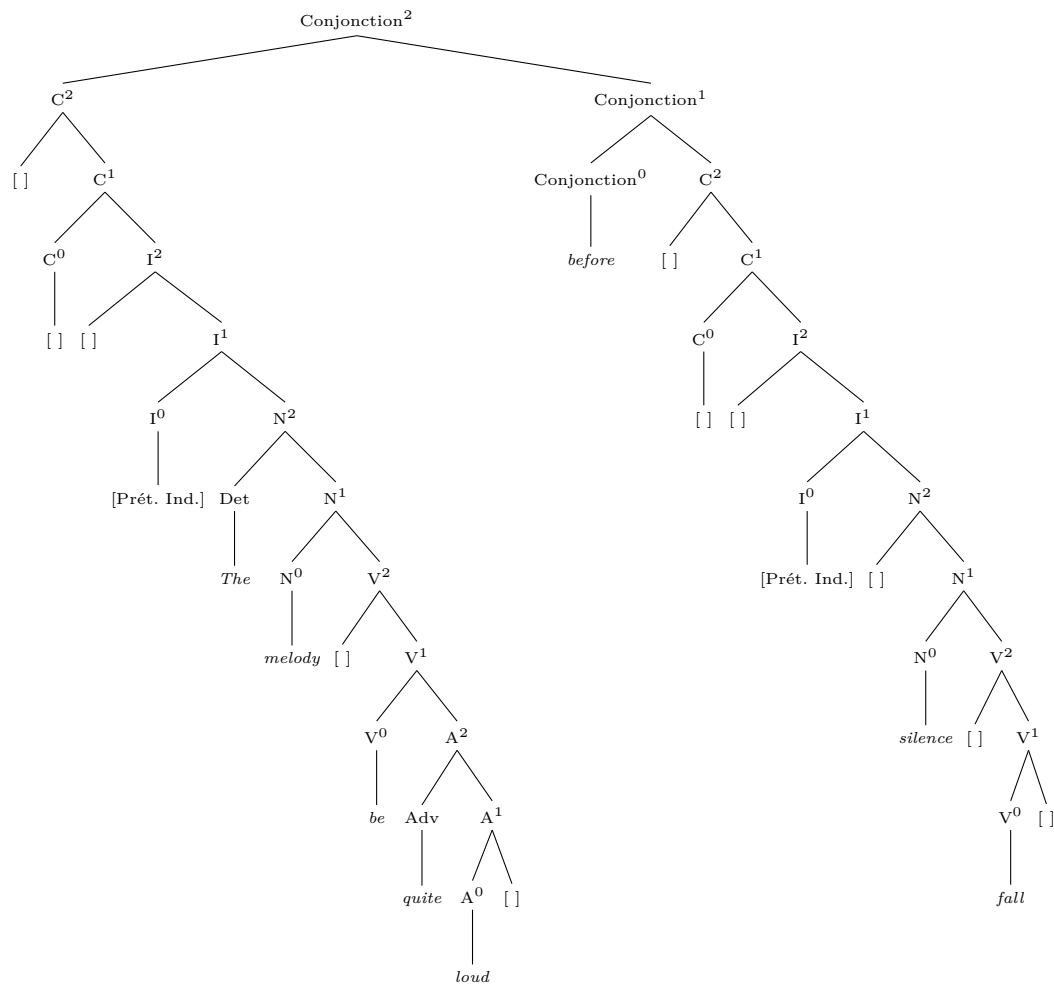 Conjonction²
C² Conjonction¹
[ ] C¹ Conjonction⁰ C²
C⁰ I² before [ ] C¹
[ ] [ ] I¹ C⁰ I²
I⁰ N² [ ] [ ] I¹
[Prét. Ind.] Det N¹ I⁰ N²
The N⁰ V² [Prét. Ind.] [ ] N¹
melody [ ] V¹ N⁰ V²
V⁰ A² silence [ ] V¹
be Adv A¹ V⁰ [ ]
quite A⁰ [ ] fall
loud